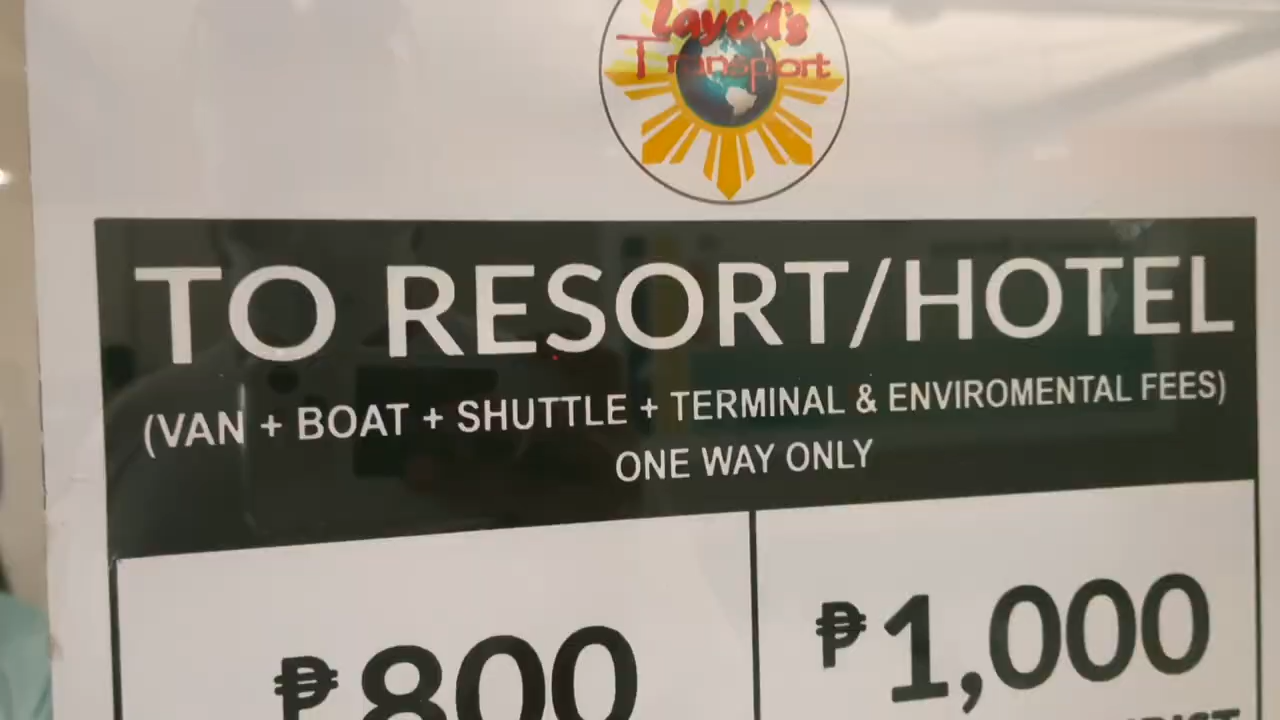 Layod's
Transport
TO RESORT/HOTEL
(VAN + BOAT + SHUTTLE + TERMINAL & ENVIROMENTAL FEES)
ONE WAY ONLY
₱800
₱1,000